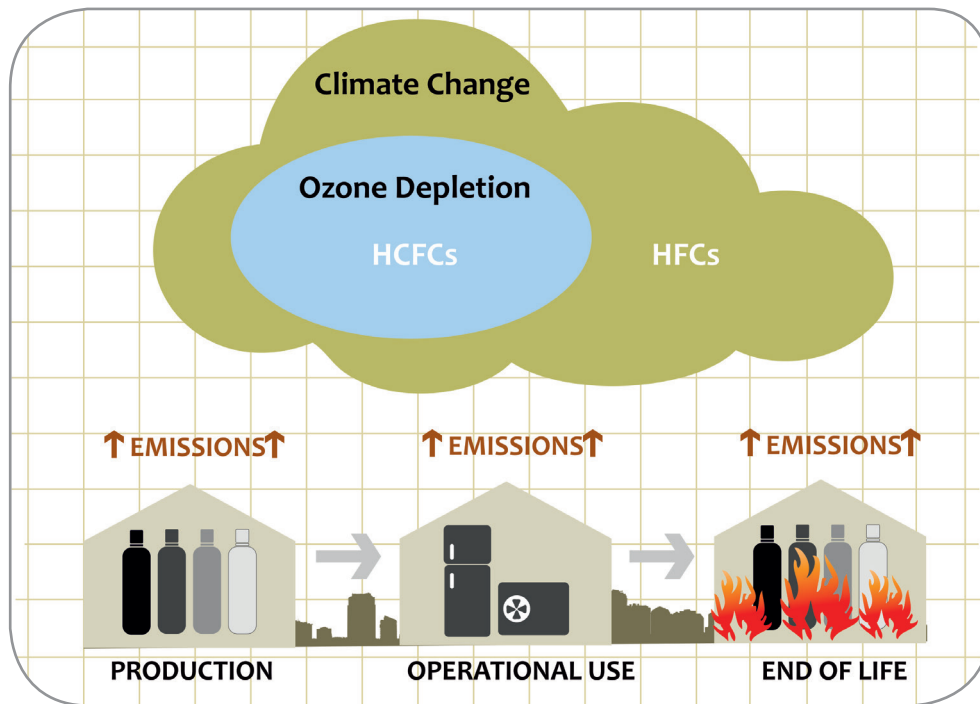 Climate Change
Ozone Depletion
HCFCs
HFCs
EMISSIONS
EMISSIONS
EMISSIONS
PRODUCTION
OPERATIONAL USE
END OF LIFE